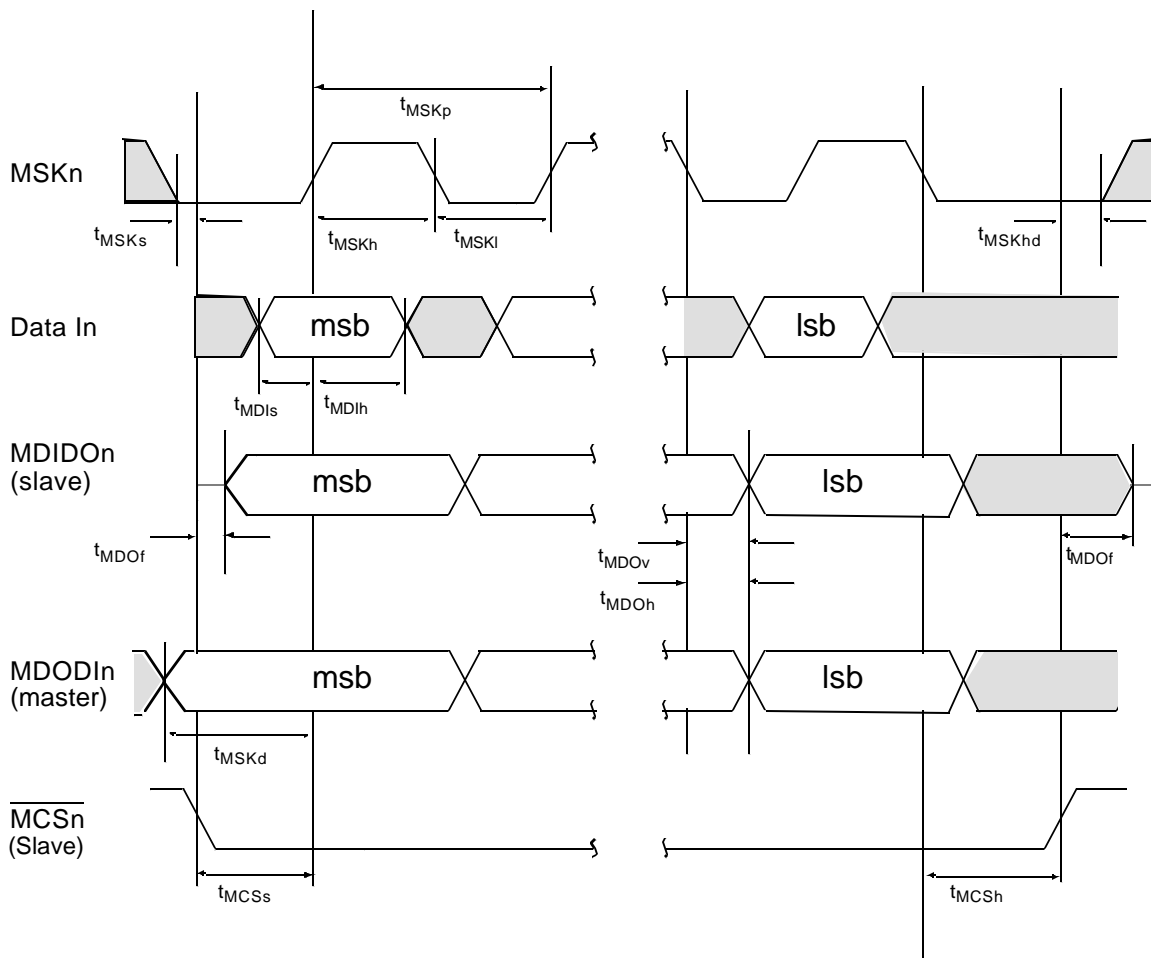 tMSKp
MSKn
tMSKs
tMSKh
tMSKl
tMSKhd
Data In
msb
lsb
tMDIs
tMDIh
MDIDOn
(slave)
msb
lsb
tMDOf
tMDOv
tMDOf
tMDOh
MDODIn
(master)
msb
lsb
tMSKd
MCSn
(Slave)
tMCSs
tMCSh